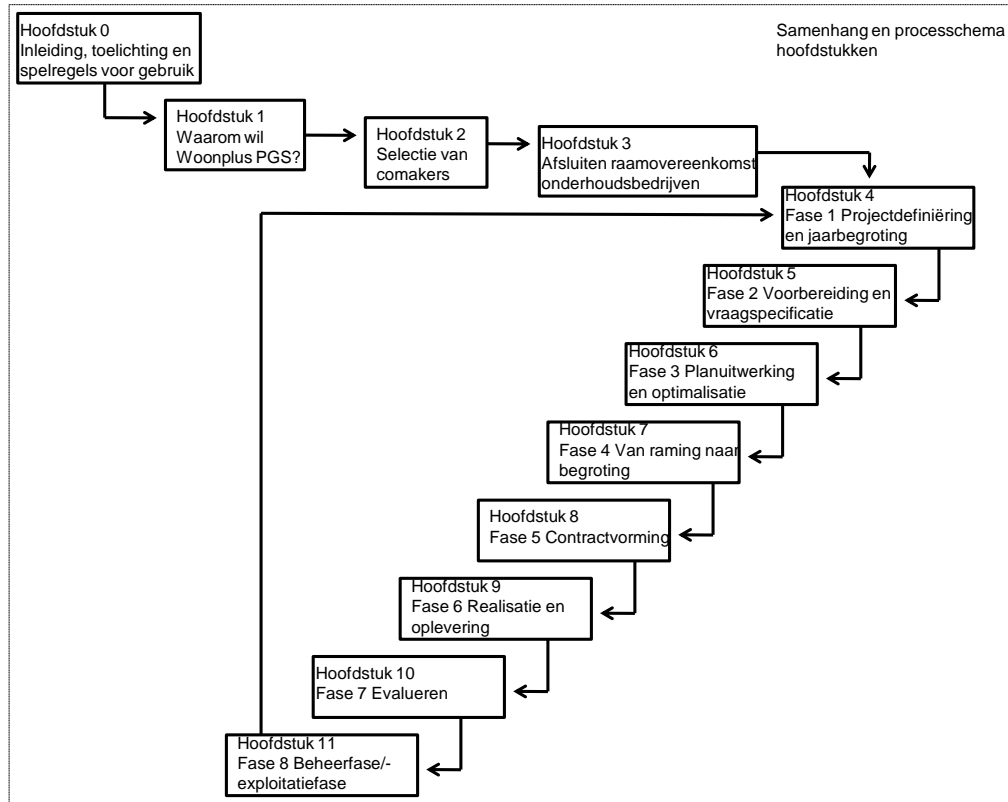 Hoofdstuk 0
Inleiding, toelichting en
spelregels voor gebruik
Samenhang en processchema
hoofdstukken
Hoofdstuk 1
Waarom wil
Woonplus PGS?
Hoofdstuk 2
Selectie van
comakers
Hoofdstuk 3
Afsluiten raamovereenkomst
onderhoudsbedrijven
Hoofdstuk 4
Fase 1 Projectdefiniëring
en jaarbegroting
Hoofdstuk 5
Fase 2 Voorbereiding en
vraagspecificatie
Hoofdstuk 6
Fase 3 Planuitwerking
en optimalisatie
Hoofdstuk 7
Fase 4 Van raming naar
begroting
Hoofdstuk 8
Fase 5 Contractvorming
Hoofdstuk 9
Fase 6 Realisatie en
oplevering
Hoofdstuk 10
Fase 7 Evalueren
Hoofdstuk 11
Fase 8 Beheerfase/-
exploitatiefase